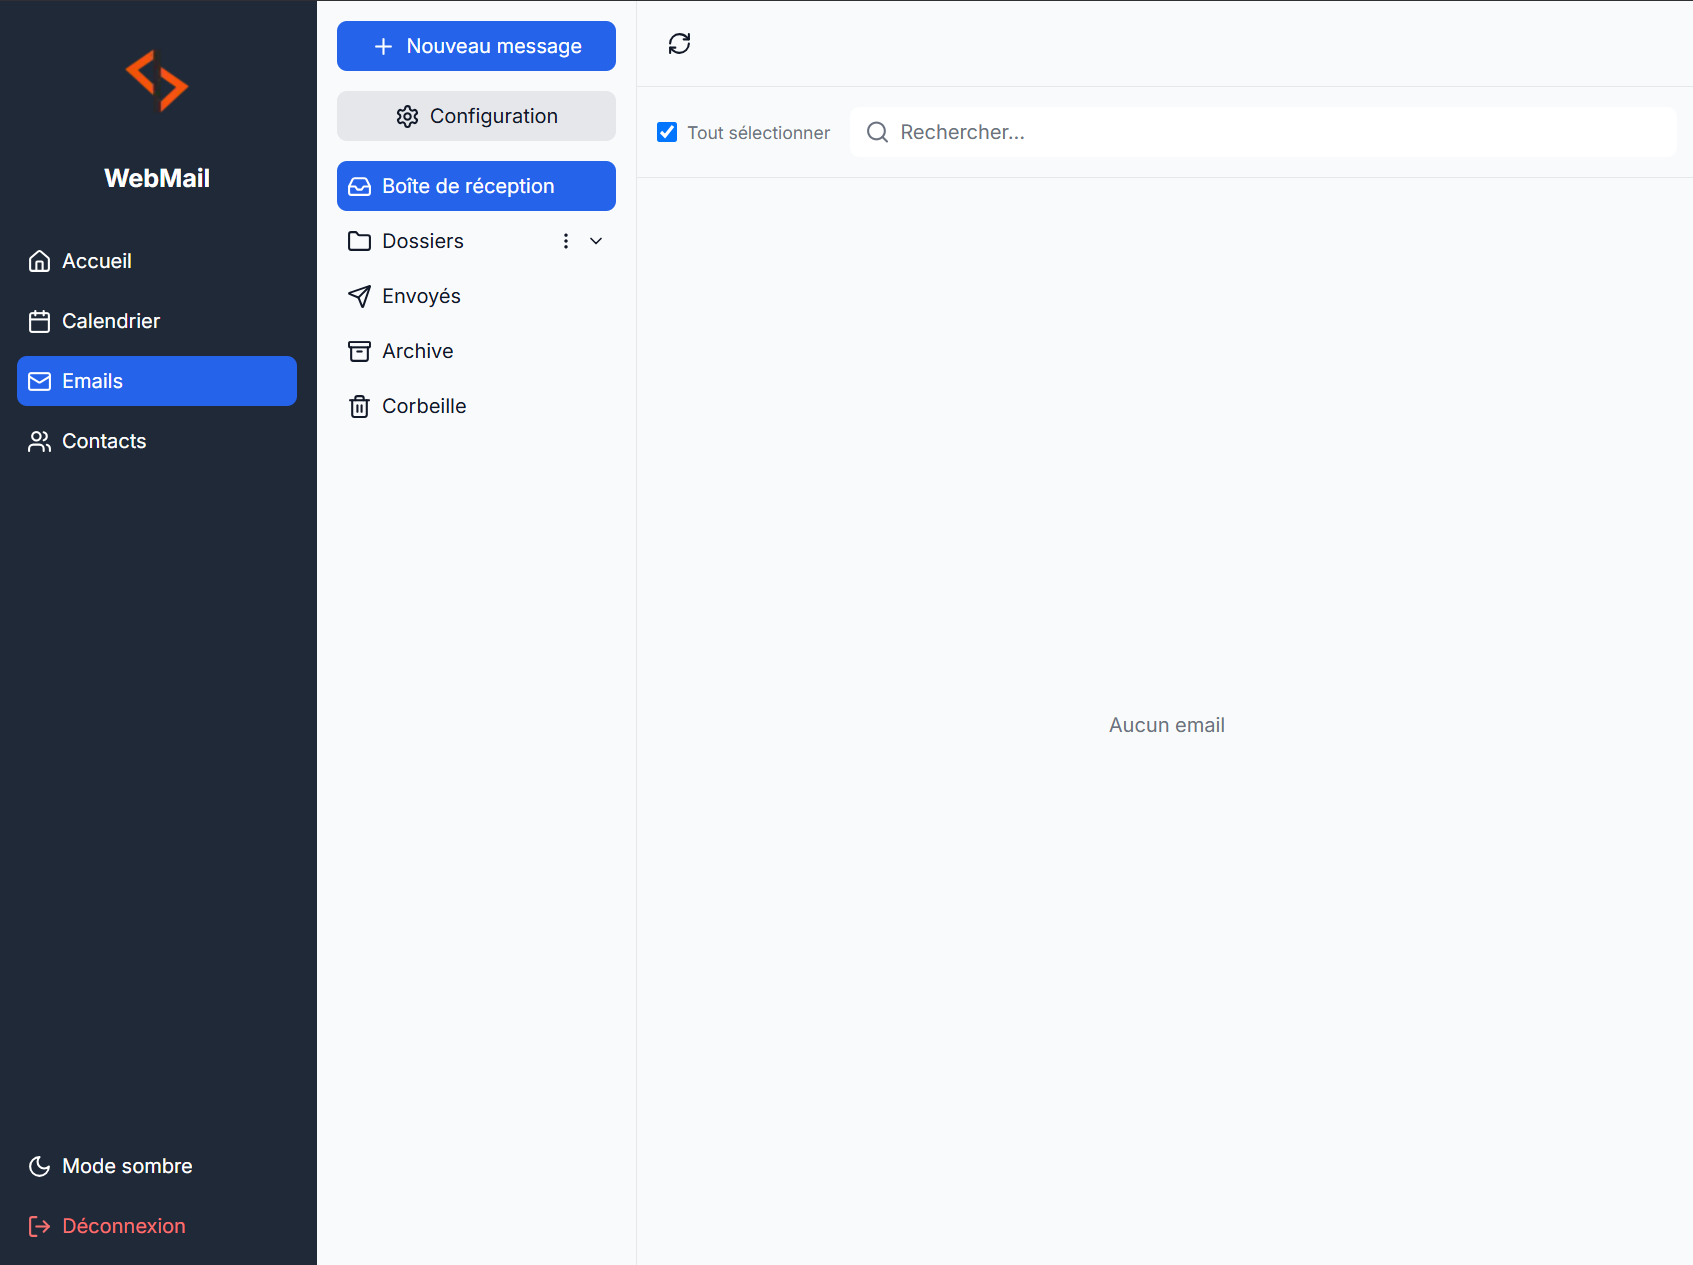 WebMail
Accueil
Calendrier
Emails
Contacts
Mode sombre
Déconnexion
Nouveau message
Configuration
Boîte de réception
Dossiers
Envoyés
Archive
Corbeille
Tout sélectionner
Rechercher...
Aucun email